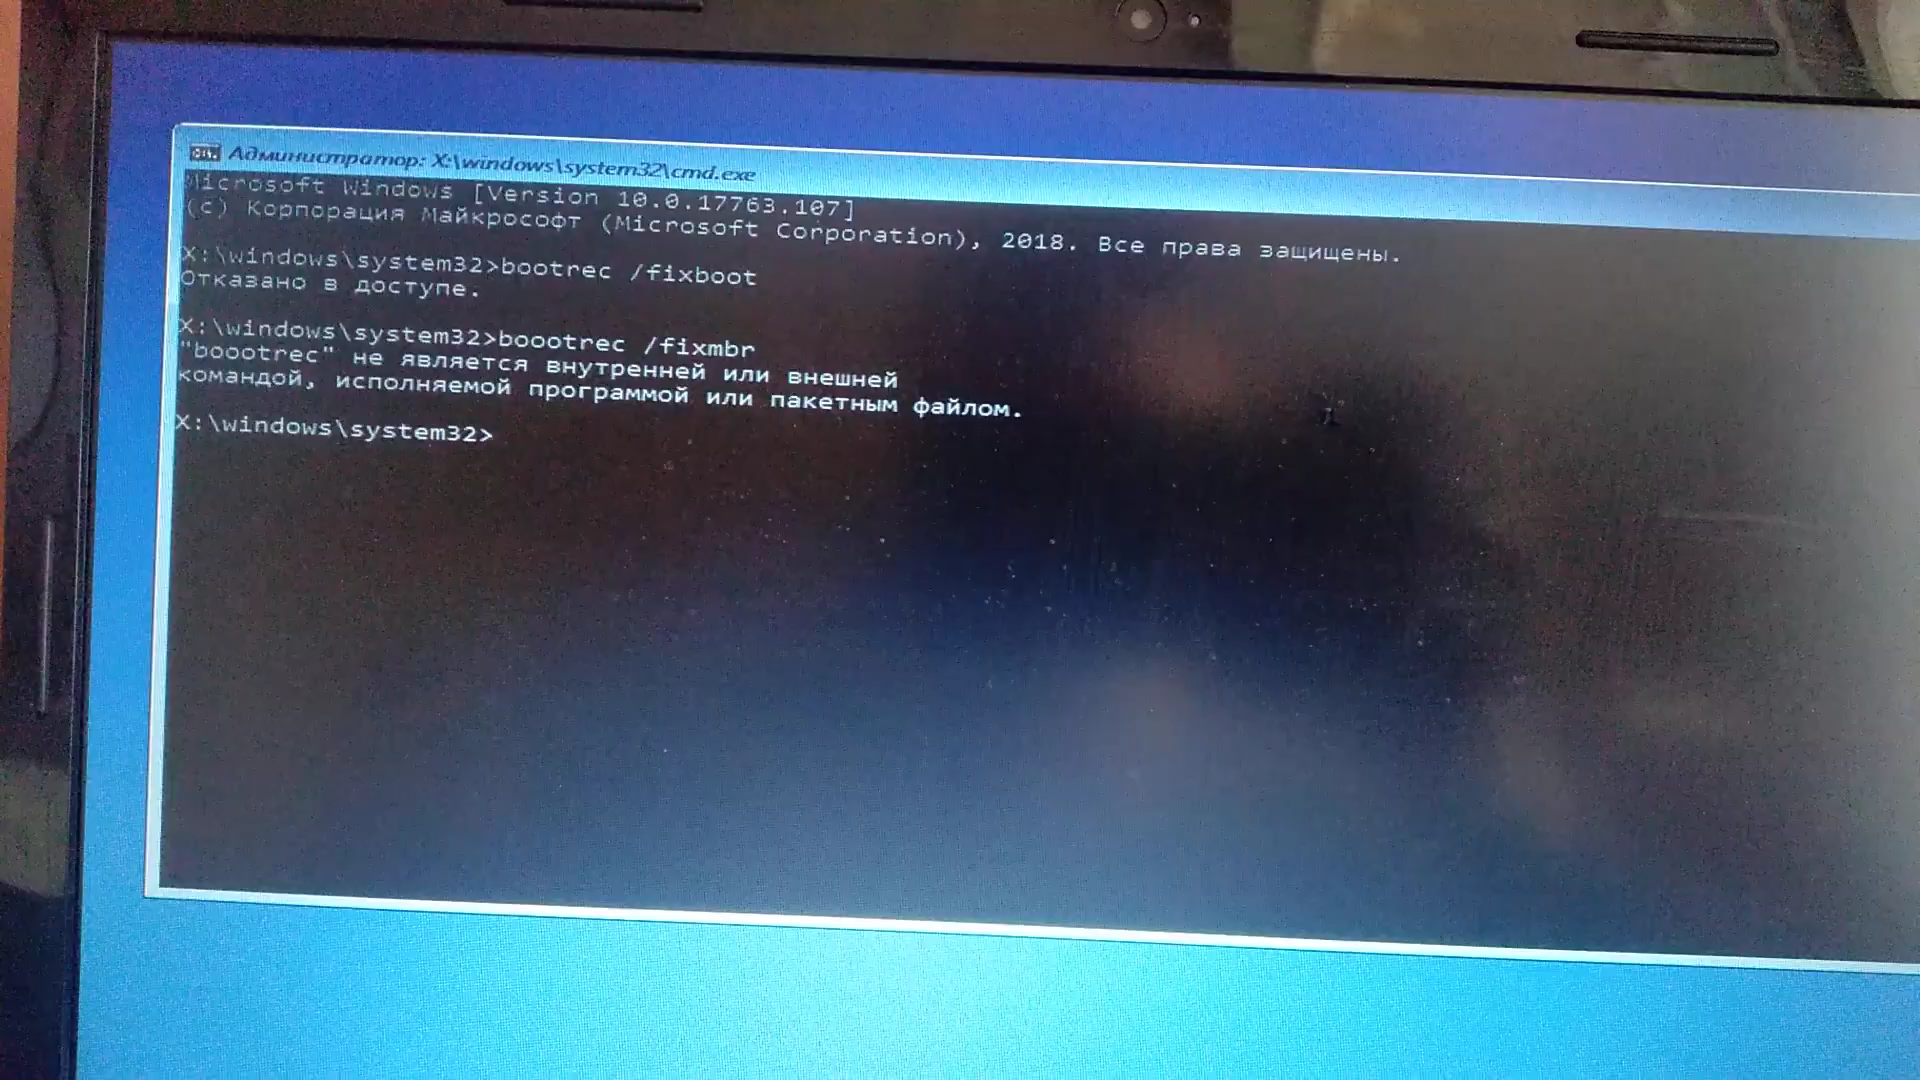 Администратор: X:\windows\system32\cmd.exe
Microsoft Windows [Version 10.0.17763.107]
(c) Корпорация Майкрософт (Microsoft Corporation), 2018. Все права защищены.
X:\windows\system32>bootrec /fixboot
Отказано в доступе.
X:\windows\system32>boootrec /fixmbr
"boootrec" не является внутренней или внешней
командой, исполняемой программой или пакетным файлом.
X:\windows\system32>